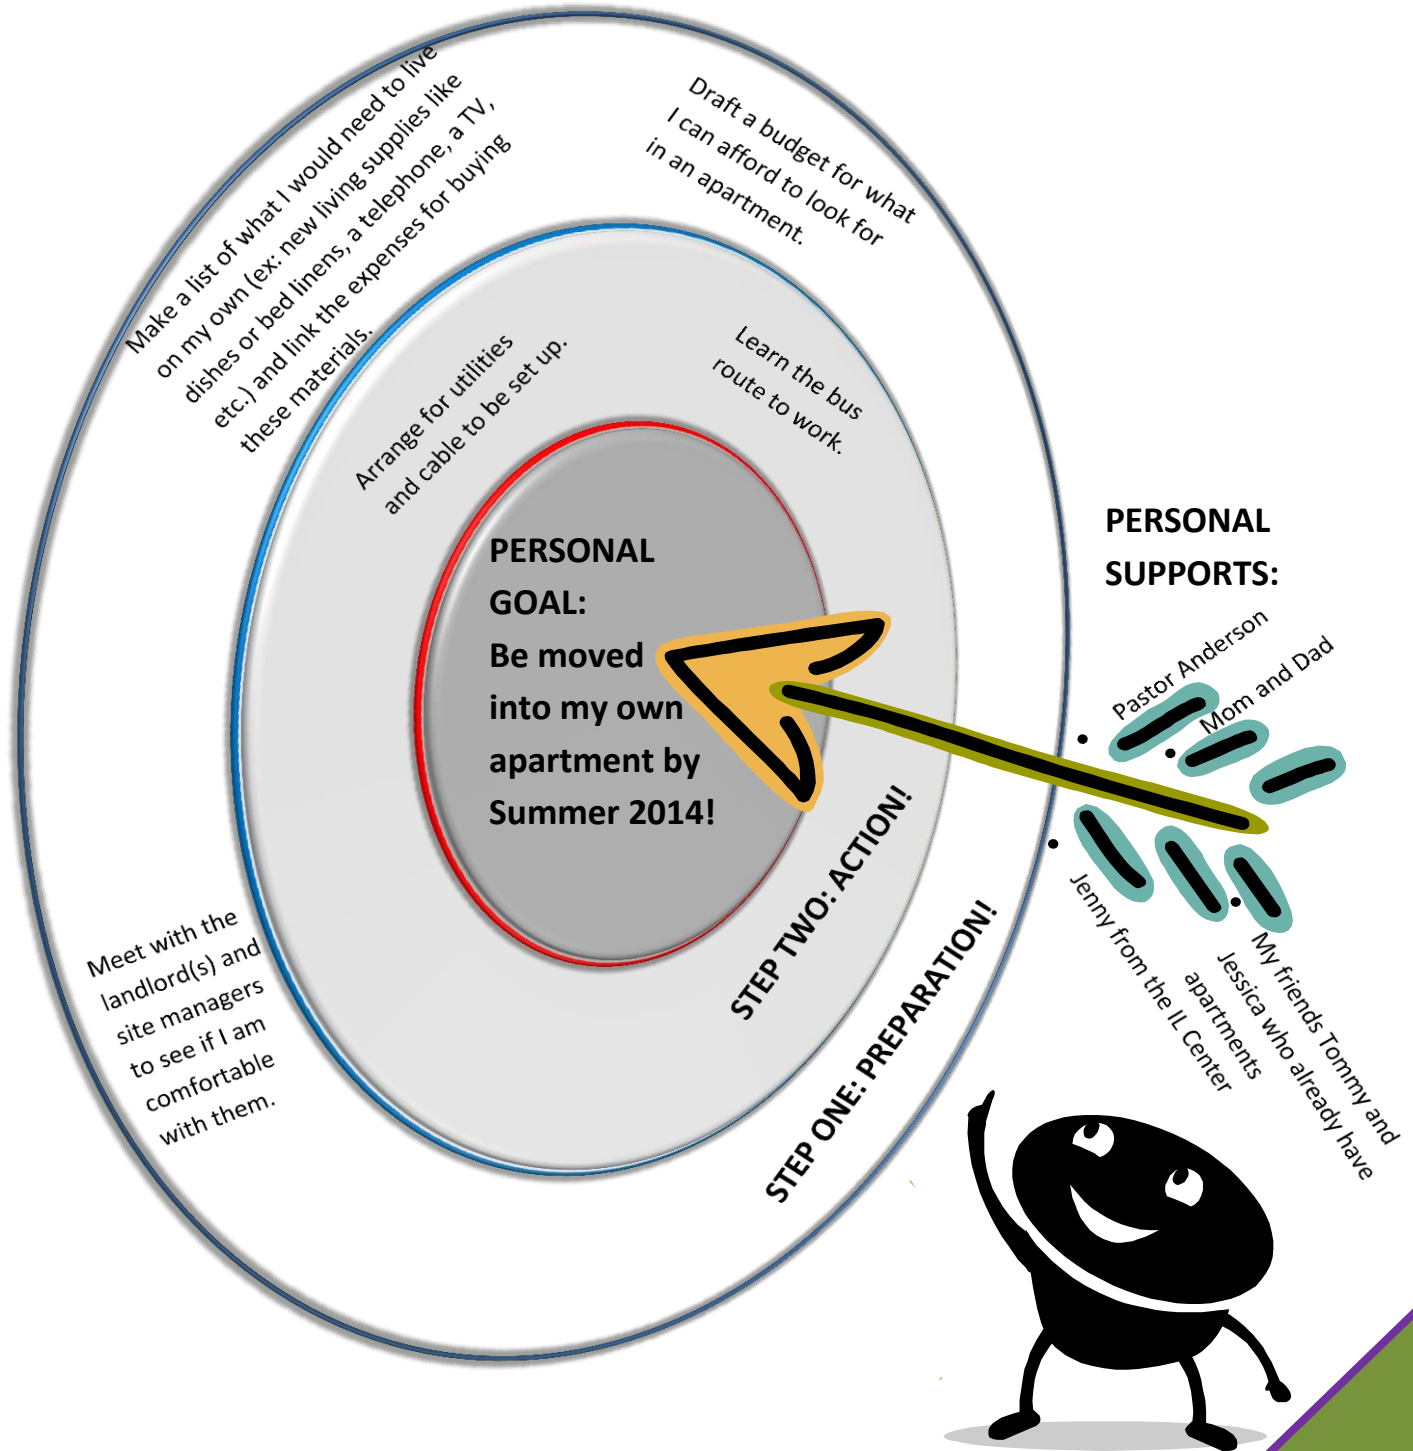 Make a list of what I would need to live
on my own (ex: new living supplies like
dishes or bed linens, a telephone, a TV,
etc.) and link the expenses for buying
these materials.
Draft a budget for what
I can afford to look for
in an apartment.
Arrange for utilities
and cable to be set up.
Learn the bus
route to work.
PERSONAL
GOAL:
Be moved
into my own
apartment by
Summer 2014!
PERSONAL
SUPPORTS:
• Pastor Anderson
• Mom and Dad
• Jenny from the IL Center
• My friends Tommy and
Jessica who already have
apartments
STEP TWO: ACTION!
STEP ONE: PREPARATION!
Meet with the
landlord(s) and
site managers
to see if I am
comfortable
with them.